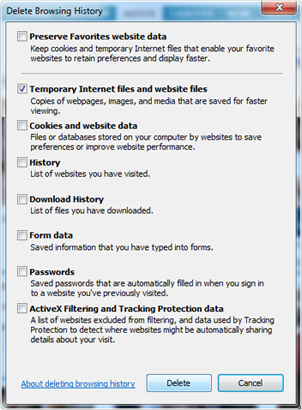 Delete Browsing History
Preserve Favorites website data
Keep cookies and temporary Internet files that enable your favorite
websites to retain preferences and display faster.
Temporary Internet files and website files
Copies of webpages, images, and media that are saved for faster
viewing.
Cookies and website data
Files or databases stored on your computer by websites to save
preferences or improve website performance.
History
List of websites you have visited.
Download History
List of files you have downloaded.
Form data
Saved information that you have typed into forms.
Passwords
Saved passwords that are automatically filled in when you sign in
to a website you've previously visited.
ActiveX Filtering and Tracking Protection data
A list of websites excluded from filtering, and data used by Tracking
Protection to detect where websites might be automatically sharing
details about your visit.
About deleting browsing history
Delete
Cancel